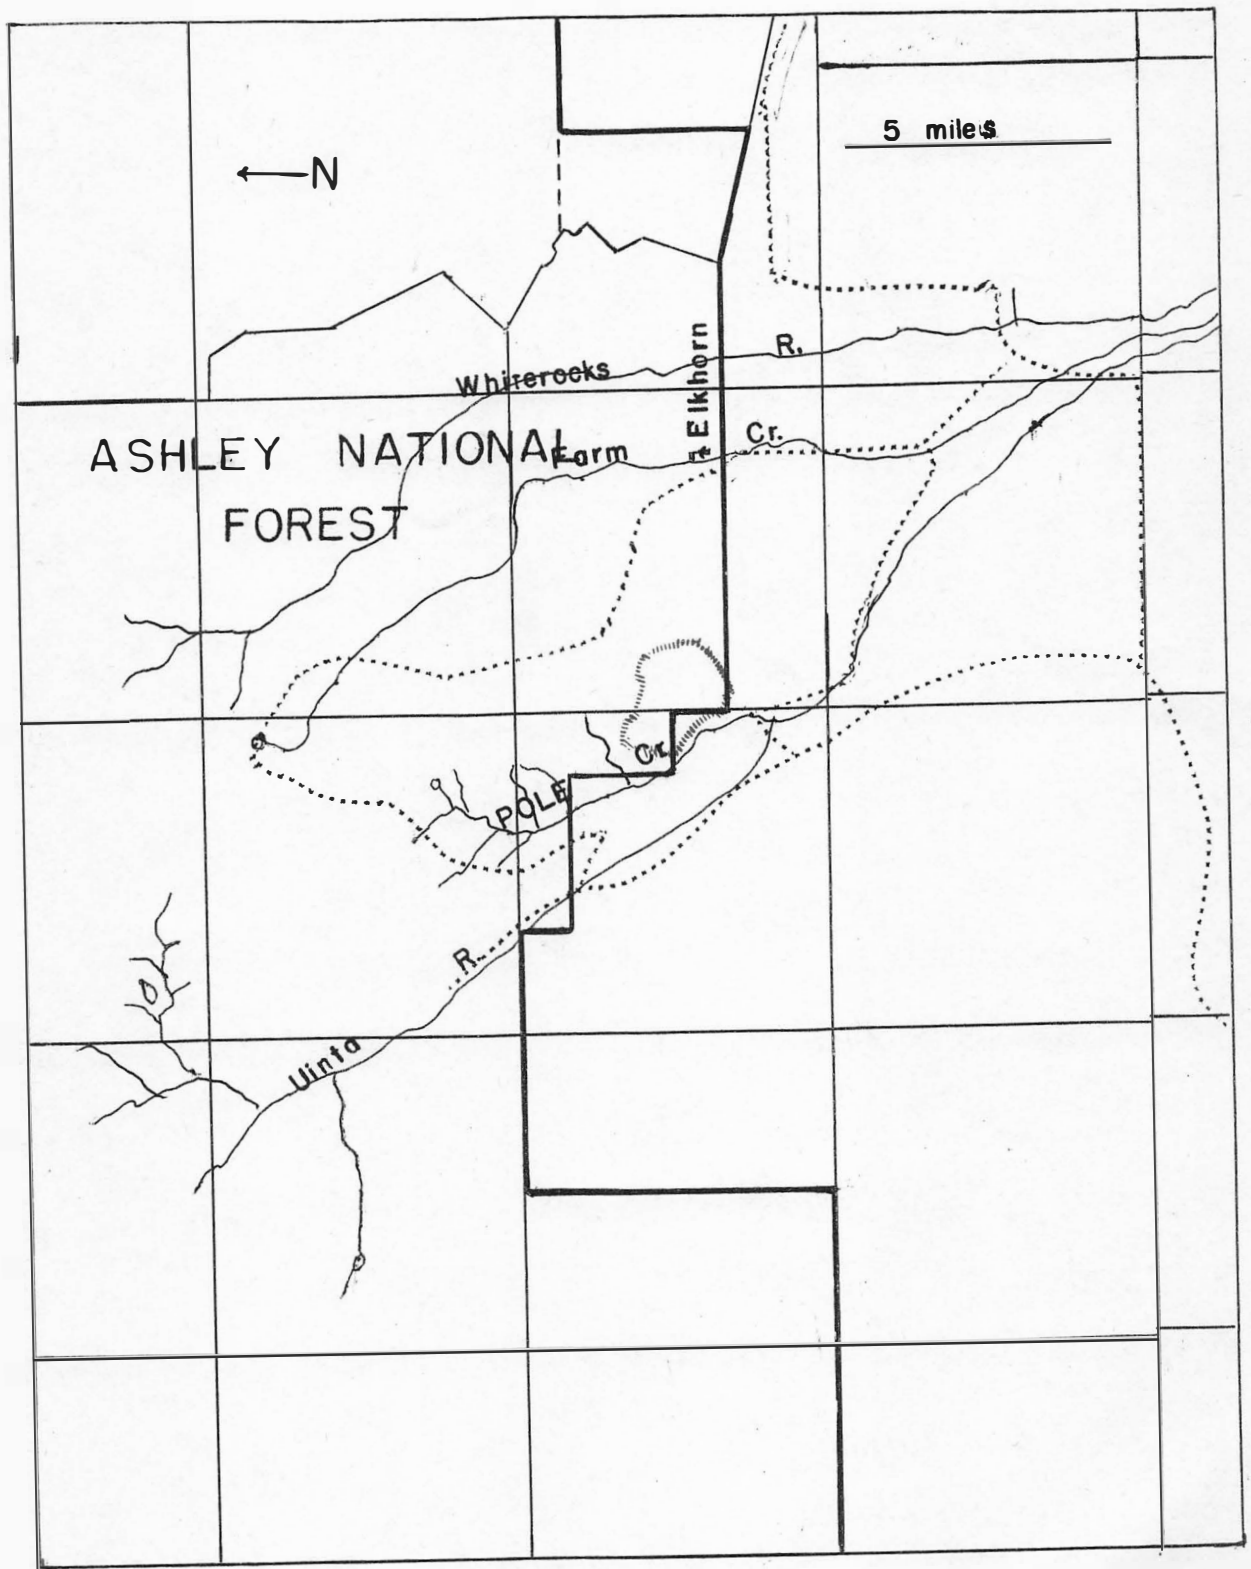 5 miles
N
Elkhorn
Whiterocks R.
ASHLEY NATIONAL
Farm Cr.
FOREST
POLE Cr.
Uinta R.